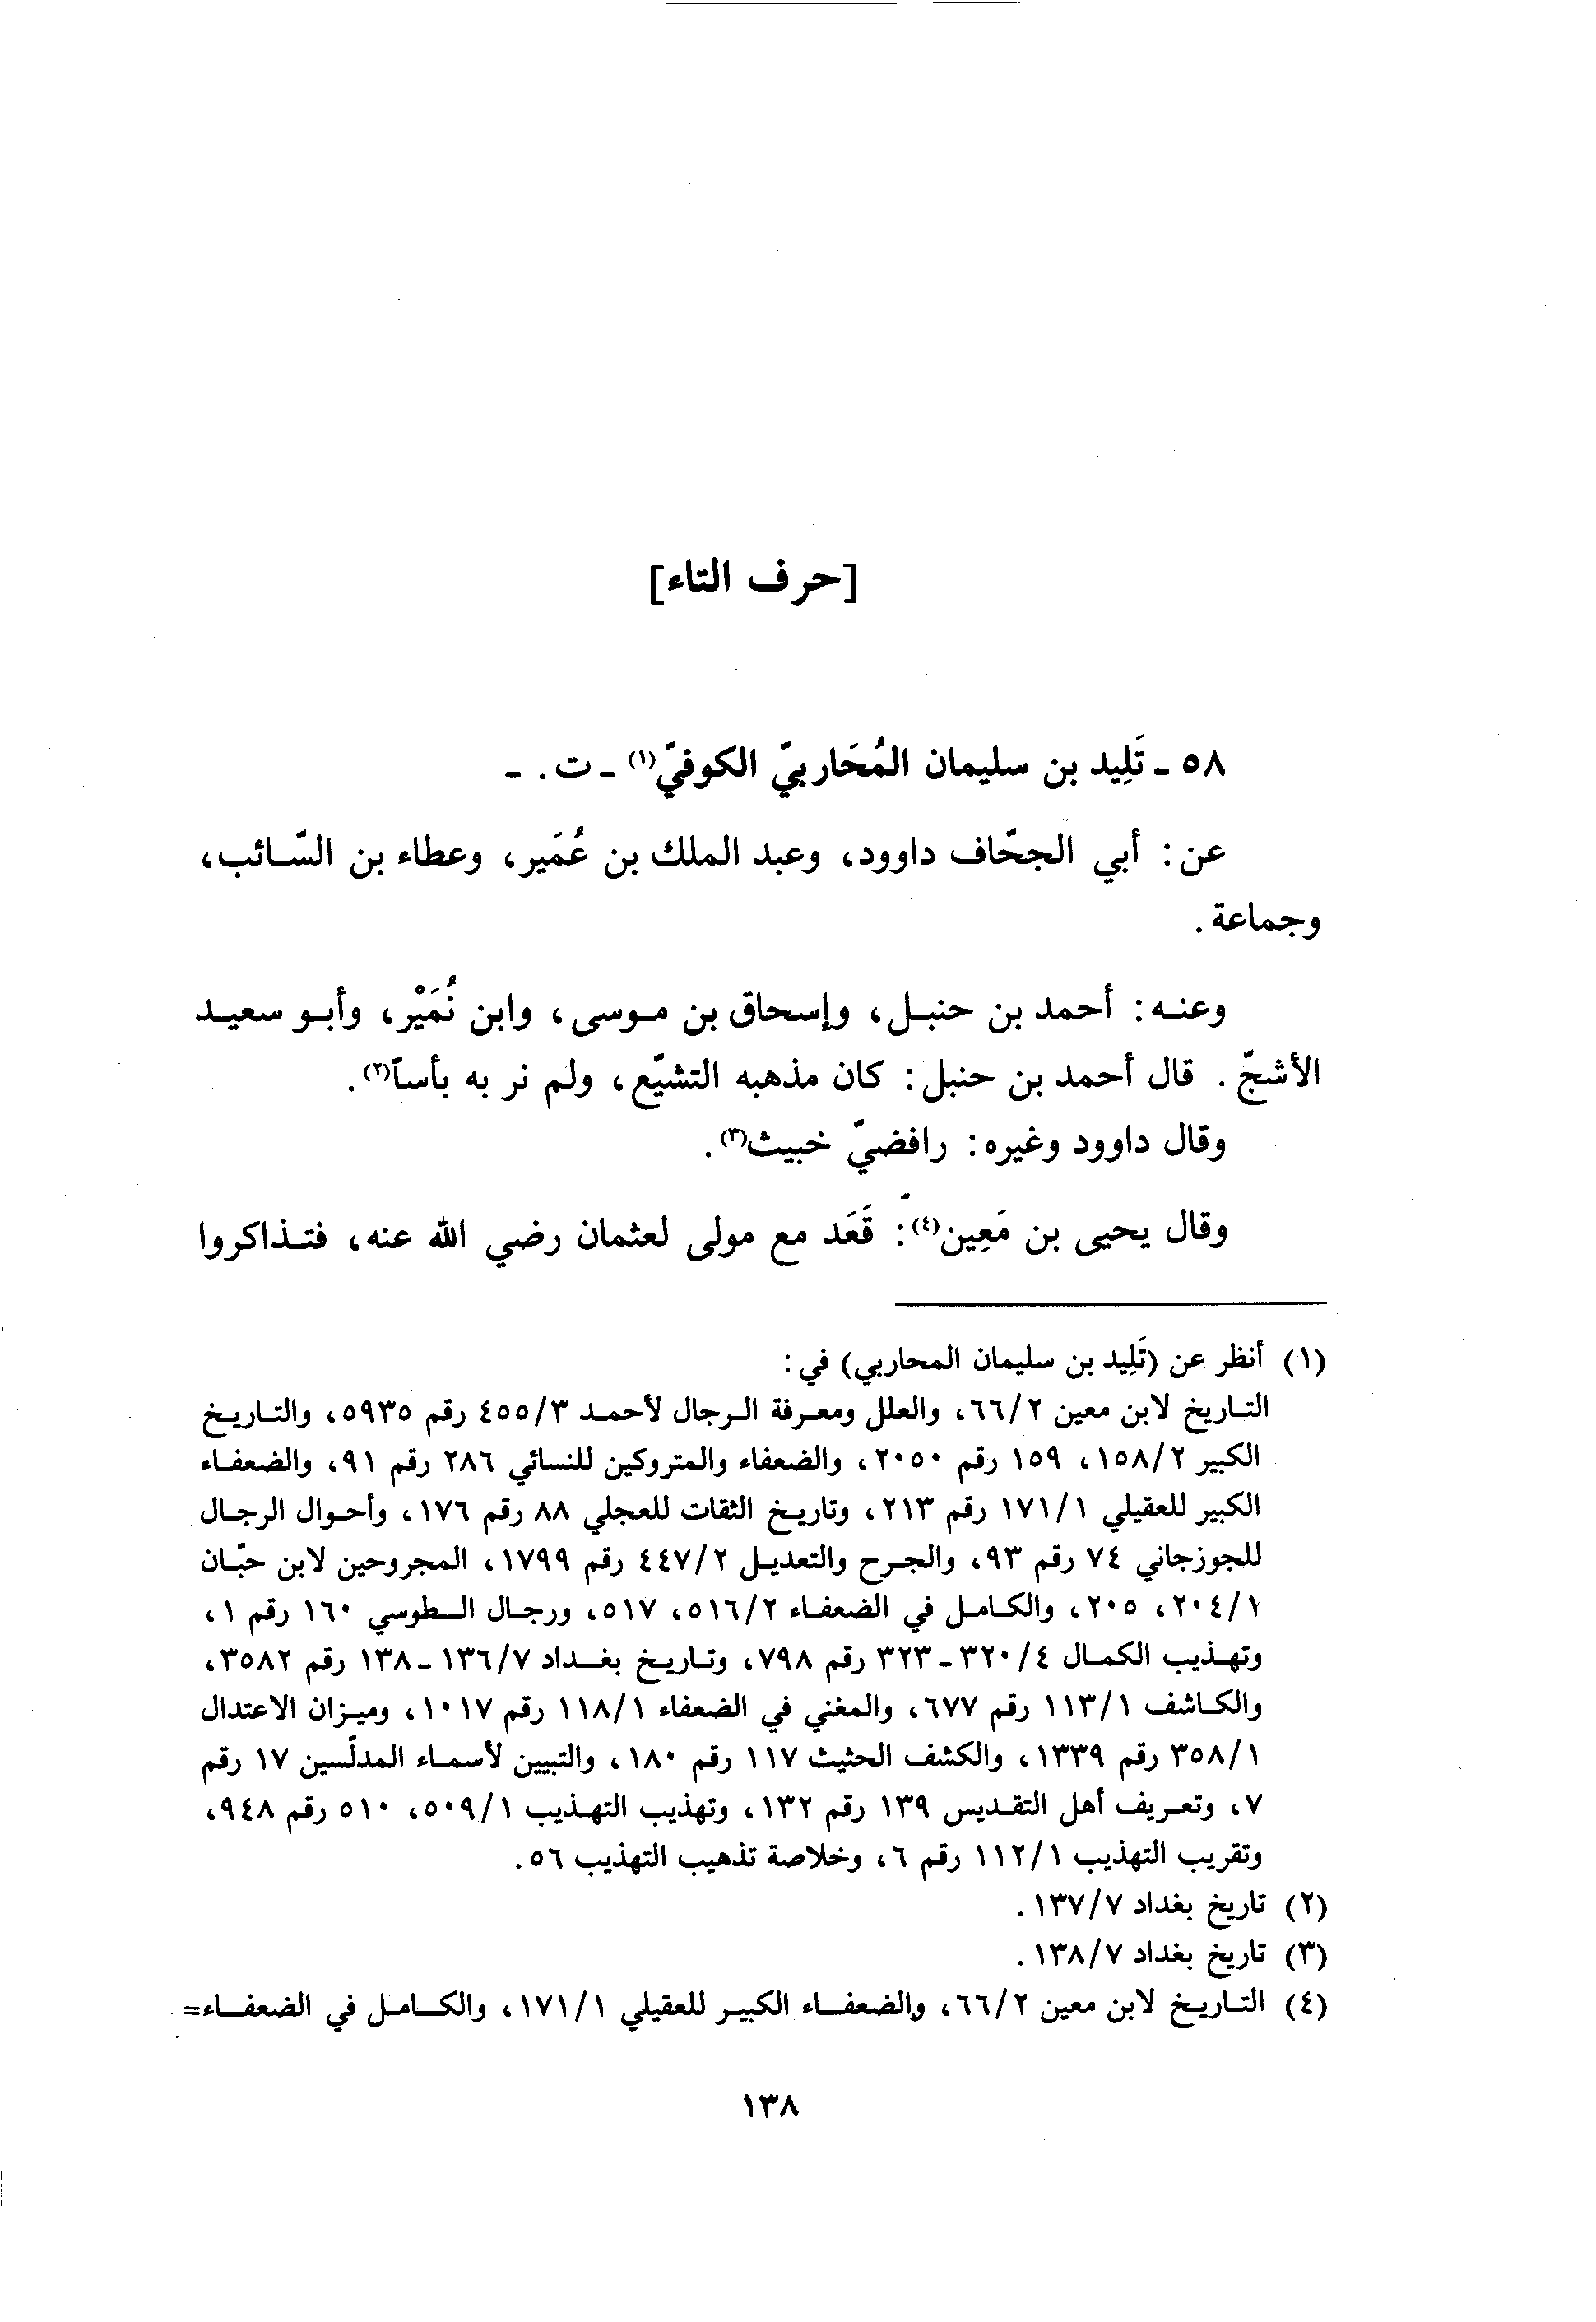 [حرف التاء]
٥٨ ـ تَلِيد بن سليمان المُحَاربيّ الكوفيّ(١) ـ ت. ـ
عن: أبي الجحّاف داوود، وعبد الملك بن عُمَير، وعطاء بن السّائب،
وجماعة.
وعنه: أحمد بن حنبل، وإسحاق بن موسى، وابن نُمَيْر، وأبو سعيد
الأشجّ. قال أحمد بن حنبل: كان مذهبه التشيّع، ولم نر به بأساً(٢).
وقال داوود وغيره: رافضيّ خبيث(٣).
وقال يحيى بن مَعِين(٤): قَعَد مع مولى لعثمان رضي الله عنه، فتذاكروا
(١) أنظر عن (تَلِيد بن سليمان المحاربي) في:
التاريخ لابن معين ٦٦/٢، والعلل ومعرفة الرجال لأحمد ٤٥٥/٣ رقم ٥٩٣٥، والتاريخ
الكبير ١٥٨/٢، ١٥٩ رقم ٢٠٥٠، والضعفاء والمتروكين للنسائي ٢٨٦ رقم ٩١، والضعفاء
الكبير للعقيلي ١٧١/١ رقم ٢١٣، وتاريخ الثقات للعجلي ٨٨ رقم ١٧٦، وأحوال الرجال
للجوزجاني ٧٤ رقم ٩٣، والجرح والتعديل ٤٤٧/٢ رقم ١٧٩٩، المجروحين لابن حبّان
٢٠٤/١، ٢٠٥، والكامل في الضعفاء ٥١٦/٢، ٥١٧، ورجال الطوسي ١٦٠ رقم ١،
وتهذيب الكمال ٣٢٠/٤ ـ ٣٢٣ رقم ٧٩٨، وتاريخ بغداد ١٣٦/٧ ـ ١٣٨ رقم ٣٥٨٢،
والكاشف ١١٣/١ رقم ٦٧٧، والمغني في الضعفاء ١١٨/١ رقم ١٠١٧، وميزان الاعتدال
٣٥٨/١ رقم ١٣٣٩، والكشف الحثيث ١١٧ رقم ١٨٠، والتبيين لأسماء المدلّسين ١٧ رقم
٧، وتعريف أهل التقديس ١٣٩ رقم ١٣٢، وتهذيب التهذيب ٥٠٩/١، ٥١٠ رقم ٩٤٨،
وتقريب التهذيب ١١٢/١ رقم ٦، وخلاصة تذهيب التهذيب ٥٦.
(٢) تاريخ بغداد ١٣٧/٧.
(٣) تاريخ بغداد ١٣٨/٧.
(٤) التاريخ لابن معين ٦٦/٢، والضعفاء الكبير للعقيلي ١٧١/١، والكامل في الضعفاء=
١٣٨